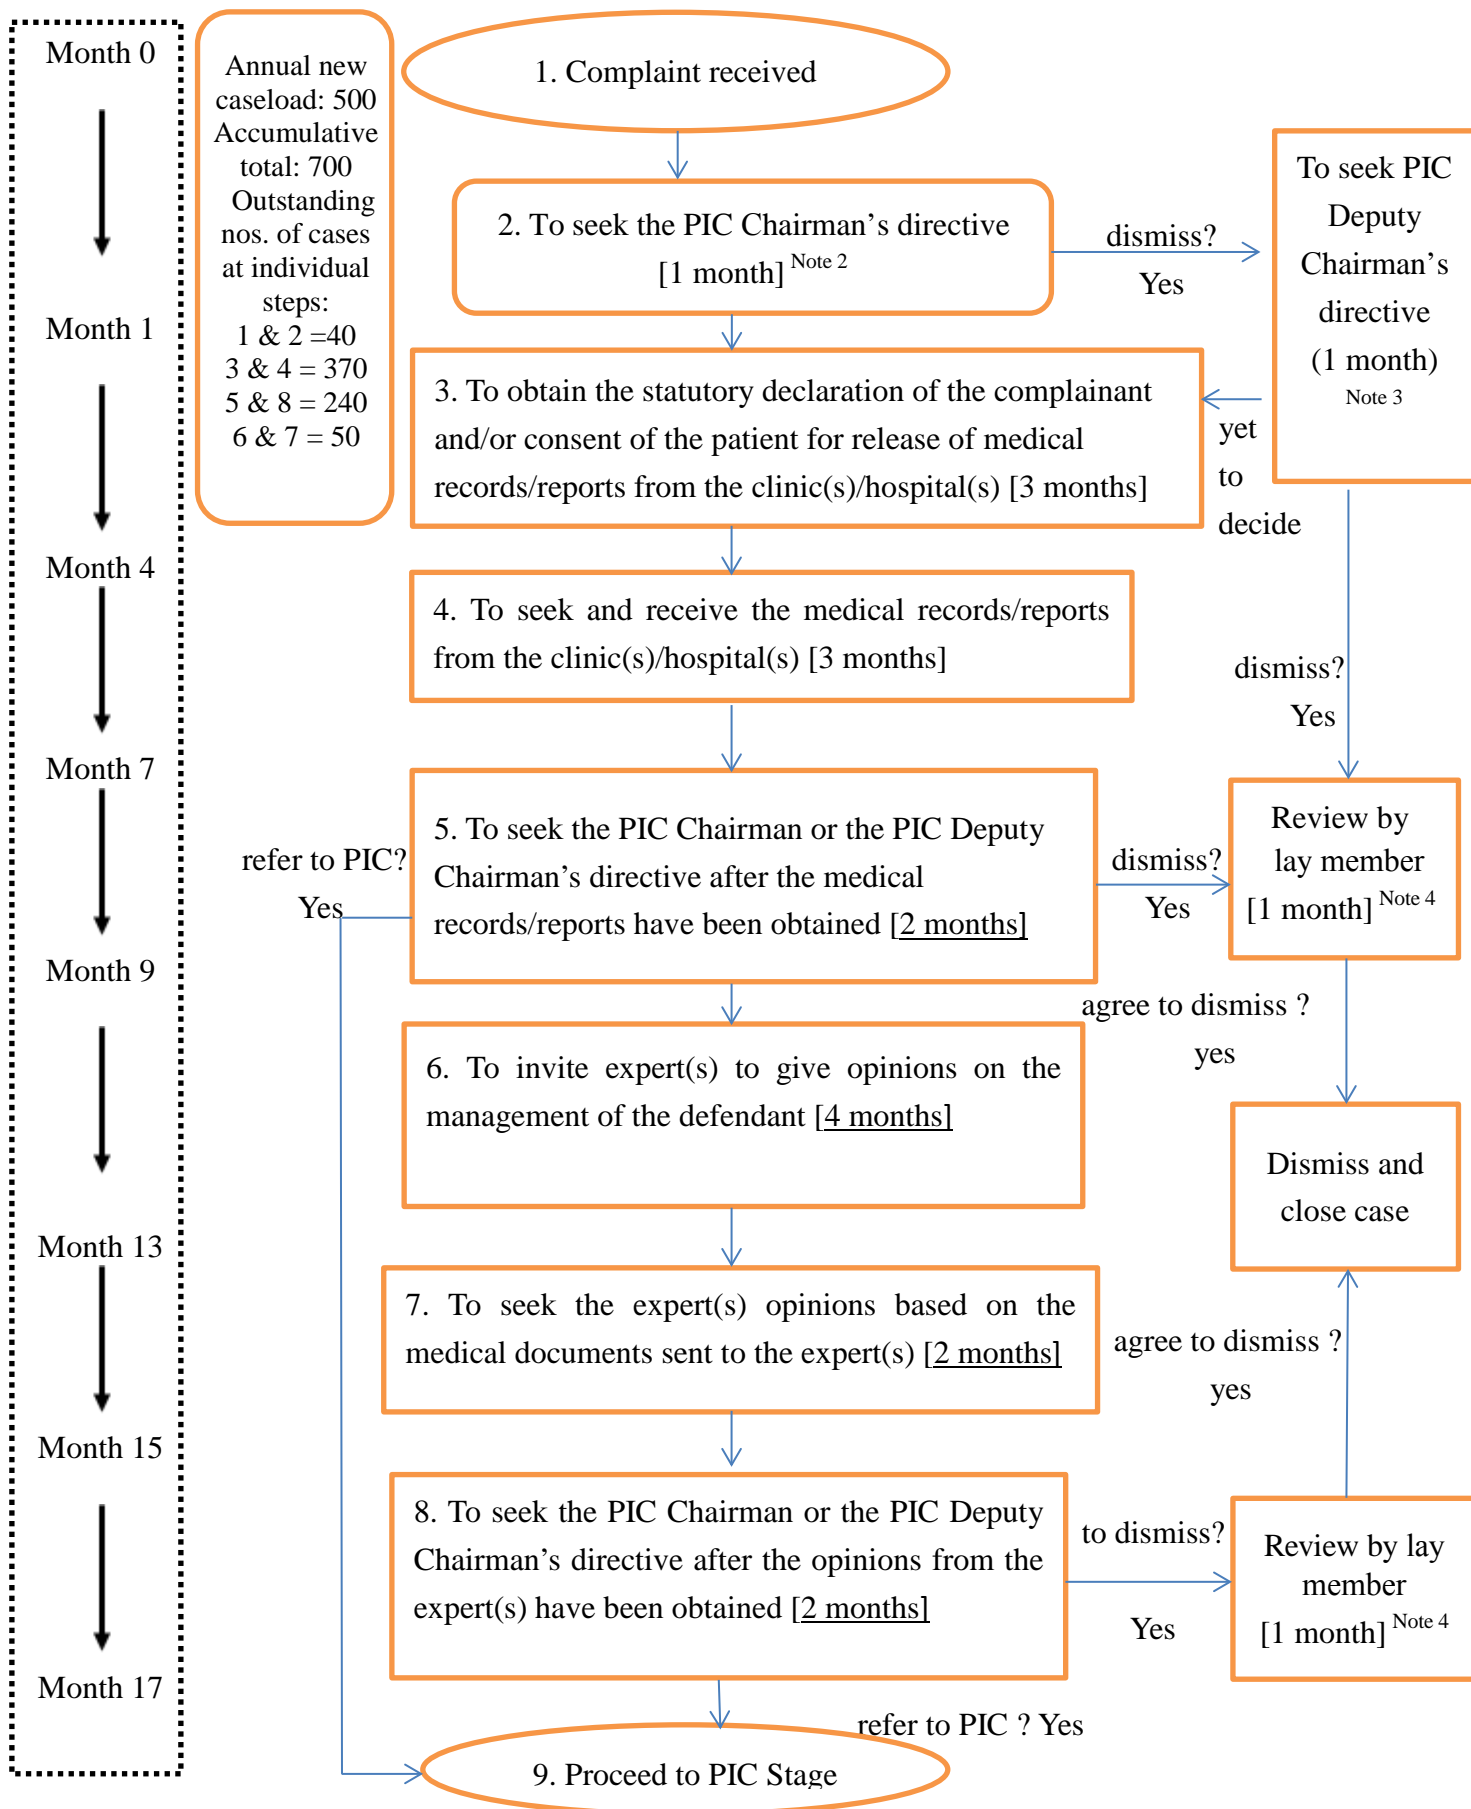 Month 0
Month 1
Month 4
Month 7
Month 9
Month 13
Month 15
Month 17
Annual new
caseload: 500
Accumulative
total: 700
Outstanding
nos. of cases
at individual
steps:
1 & 2 =40
3 & 4 = 370
5 & 8 = 240
6 & 7 = 50
1. Complaint received
2. To seek the PIC Chairman’s directive
[1 month] Note 2
dismiss?
Yes
To seek PIC
Deputy
Chairman’s
directive
(1 month)
Note 3
3. To obtain the statutory declaration of the complainant
and/or consent of the patient for release of medical
records/reports from the clinic(s)/hospital(s) [3 months]
yet
to
decide
4. To seek and receive the medical records/reports
from the clinic(s)/hospital(s) [3 months]
dismiss?
Yes
5. To seek the PIC Chairman or the PIC Deputy
Chairman’s directive after the medical
records/reports have been obtained [2 months]
refer to PIC?
Yes
dismiss?
Yes
Review by
lay member
[1 month] Note 4
agree to dismiss ?
yes
6. To invite expert(s) to give opinions on the
management of the defendant [4 months]
Dismiss and
close case
7. To seek the expert(s) opinions based on the
medical documents sent to the expert(s) [2 months]
agree to dismiss ?
yes
8. To seek the PIC Chairman or the PIC Deputy
Chairman’s directive after the opinions from the
expert(s) have been obtained [2 months]
to dismiss?
Yes
Review by lay
member
[1 month] Note 4
refer to PIC ? Yes
9. Proceed to PIC Stage